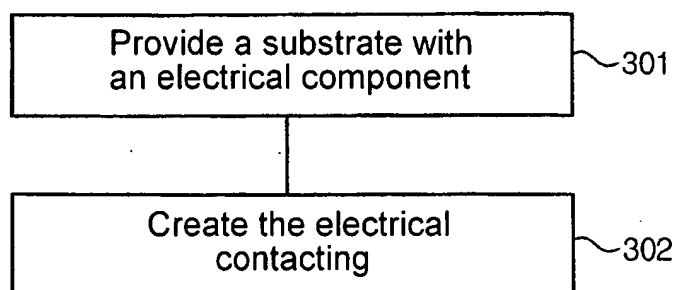 Provide a substrate with
an electrical component
301
Create the electrical
contacting
302